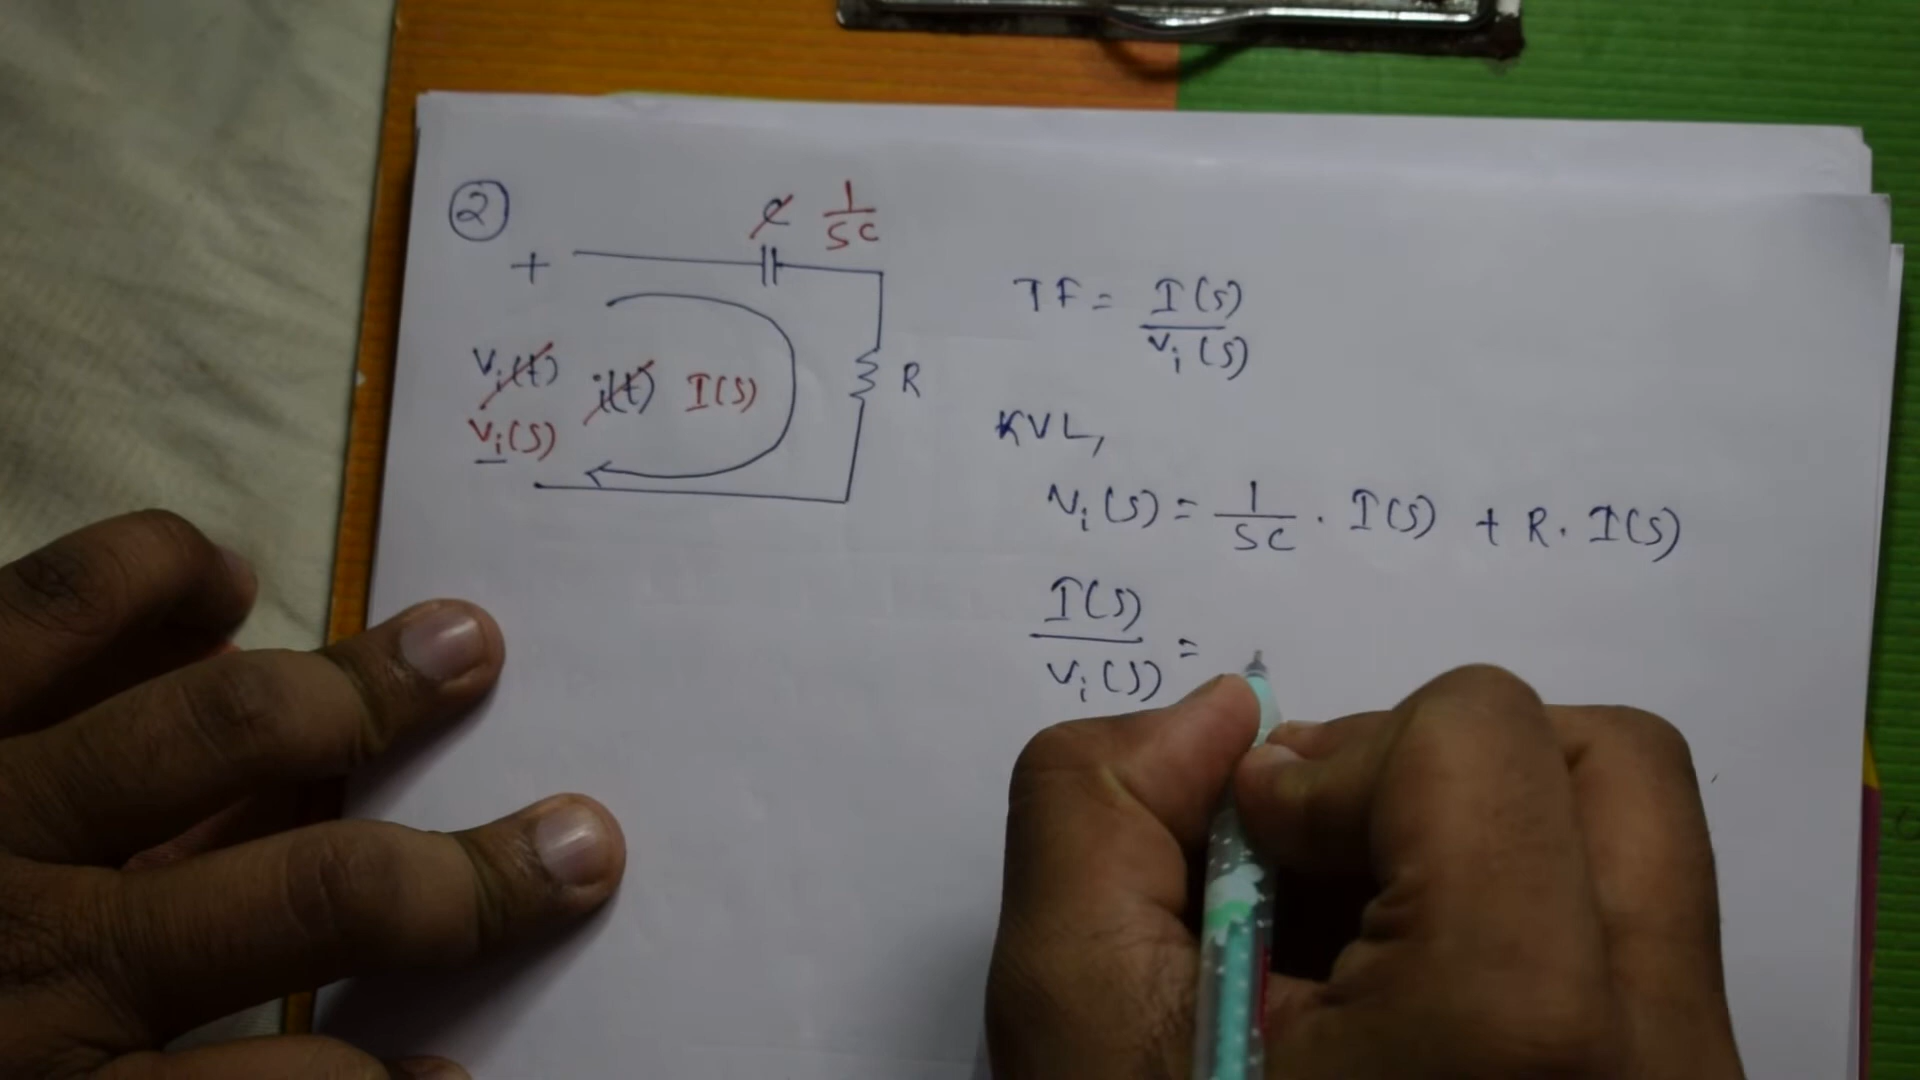 ②
C 1/SC
+
Vi(t) i(t) I(S) R
Vi(S)
TF = I(S)/Vi(S)
KVL,
Vi(S) = 1/SC . I(S) + R. I(S)
I(S)/Vi(S) =